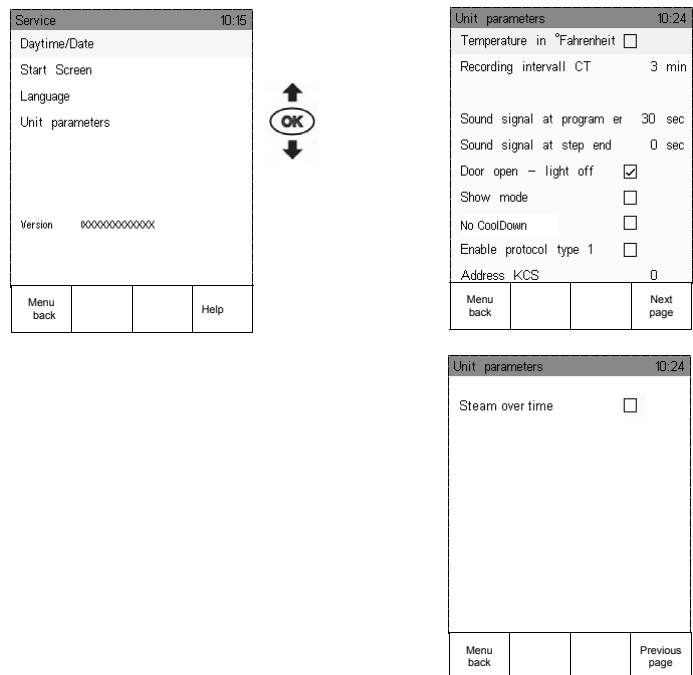 Service 10:15
Daytime/Date
Start Screen
Language
Unit parameters
Version XXXXXXXXXXXX
Menu back
Help
OK
Unit parameters 10:24
Temperature in °Fahrenheit
Recording intervall CT 3 min
Sound signal at program er 30 sec
Sound signal at step end 0 sec
Door open - light off
Show mode
No CoolDown
Enable protocol type 1
Address KCS 0
Menu back
Next page
Unit parameters 10:24
Steam over time
Menu back
Previous page